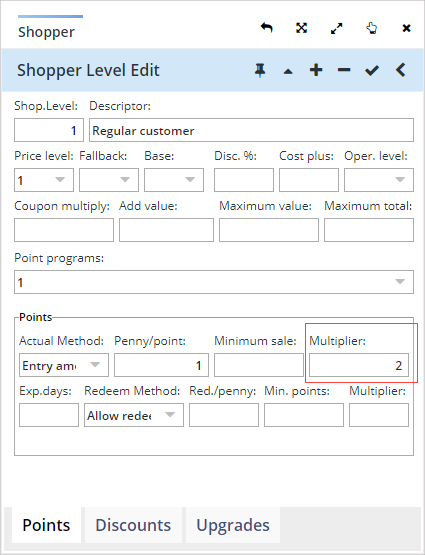 Shopper
Shopper Level Edit
Shop.Level: Descriptor:
1 Regular customer
Price level: Fallback: Base: Disc. %: Cost plus: Oper. level:
1
Coupon multiply: Add value: Maximum value: Maximum total:
Point programs:
1
Points
Actual Method: Penny/point: Minimum sale: Multiplier:
Entry am 1 2
Exp.days: Redeem Method: Red./penny: Min. points: Multiplier:
Allow redee
Points Discounts Upgrades